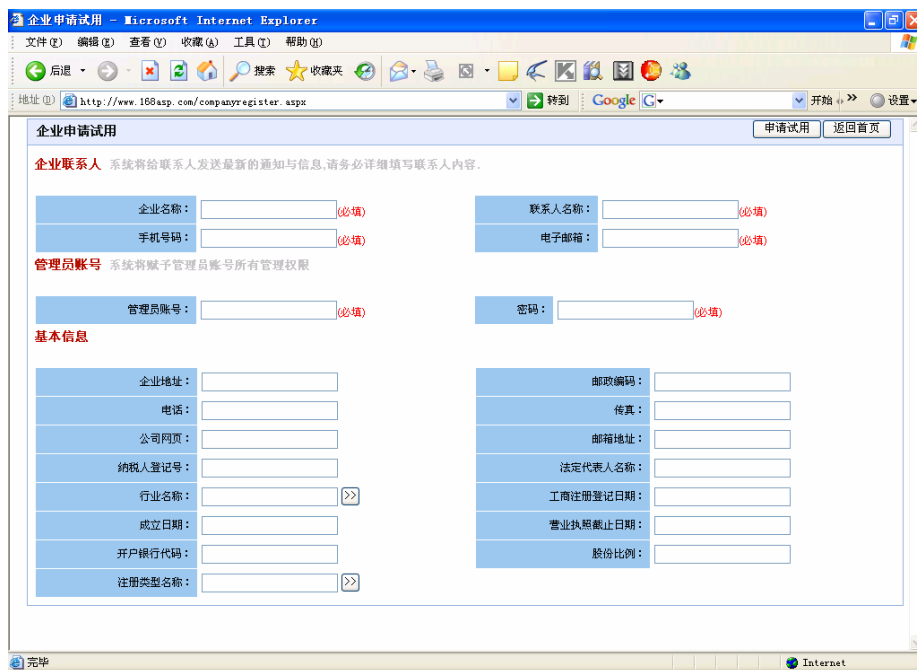 企业申请试用 - Microsoft Internet Explorer
文件(F) 编辑(E) 查看(V) 收藏(A) 工具(T) 帮助(H)
后退 搜索 收藏夹
地址(D) http://www.168asp.com/companyregister.aspx 转到 Google G 开始 >> 设置
企业申请试用 申请试用 返回首页
企业联系人 系统将给联系人发送最新的通知与信息,请务必详细填写联系人内容.
企业名称: (必填) 联系人名称: (必填)
手机号码: (必填) 电子邮箱: (必填)
管理员账号 系统将赋予管理员账号所有管理权限
管理员账号: (必填) 密码: (必填)
基本信息
企业地址: 邮政编码:
电话: 传真:
公司网页: 邮箱地址:
纳税人登记号: 法定代表人名称:
行业名称: >> 工商注册登记日期:
成立日期: 营业执照截止日期:
开户银行代码: 股份比例:
注册类型名称: >>
完毕 Internet